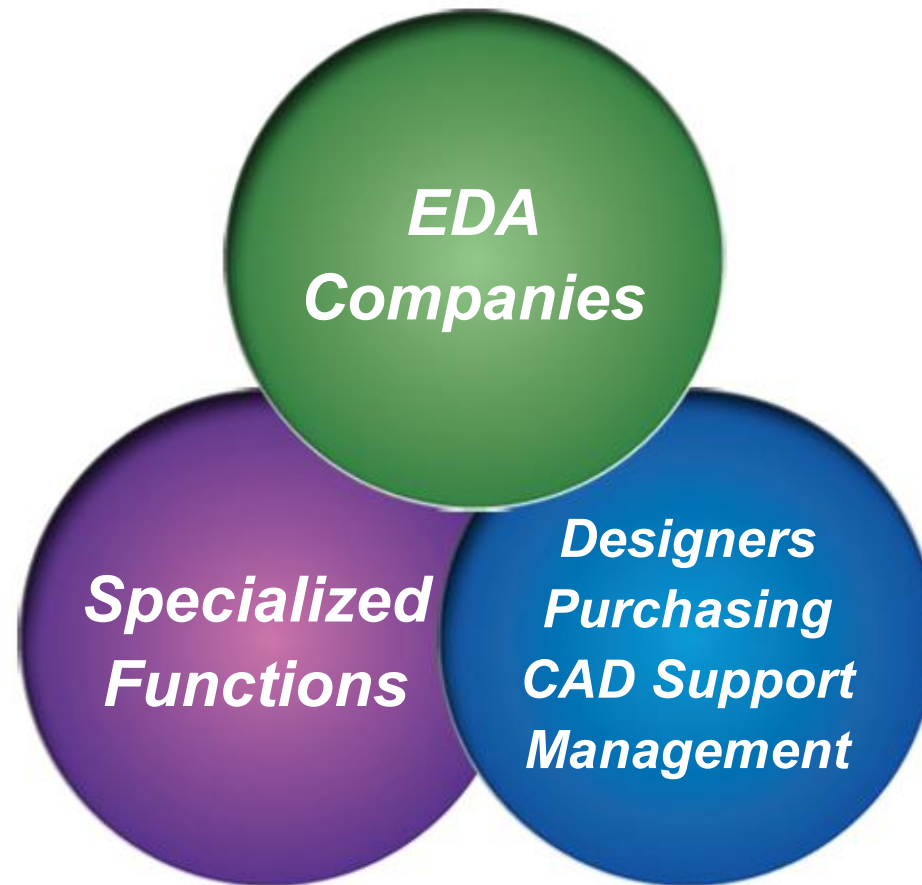 EDA
Companies
Specialized
Functions
Designers
Purchasing
CAD Support
Management